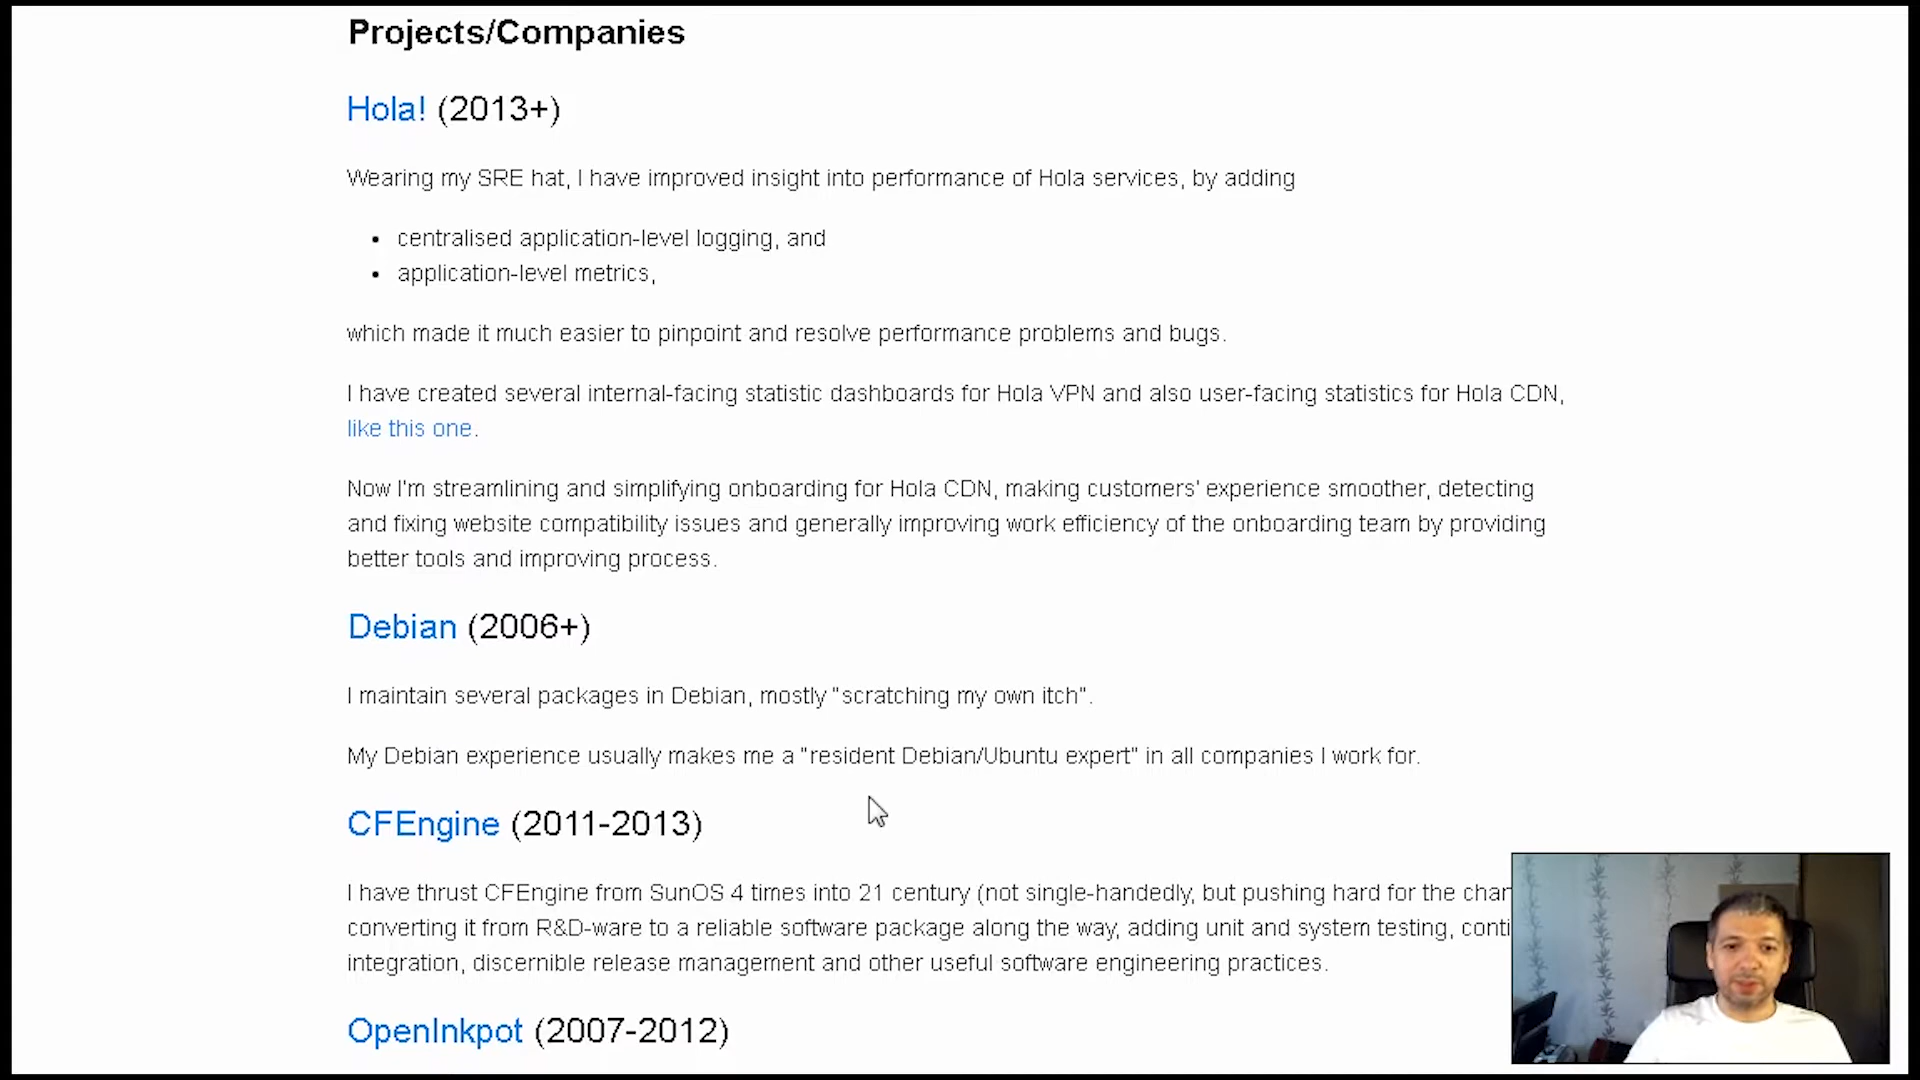 Projects/Companies
Hola! (2013+)
Wearing my SRE hat, I have improved insight into performance of Hola services, by adding
• centralised application-level logging, and
• application-level metrics,
which made it much easier to pinpoint and resolve performance problems and bugs.
I have created several internal-facing statistic dashboards for Hola VPN and also user-facing statistics for Hola CDN,
like this one.
Now I'm streamlining and simplifying onboarding for Hola CDN, making customers' experience smoother, detecting
and fixing website compatibility issues and generally improving work efficiency of the onboarding team by providing
better tools and improving process.
Debian (2006+)
I maintain several packages in Debian, mostly "scratching my own itch".
My Debian experience usually makes me a "resident Debian/Ubuntu expert" in all companies I work for.
CFEngine (2011-2013)
I have thrust CFEngine from SunOS 4 times into 21 century (not single-handedly, but pushing hard for the chan
converting it from R&D-ware to a reliable software package along the way, adding unit and system testing, conti
integration, discernible release management and other useful software engineering practices.
OpenInkpot (2007-2012)